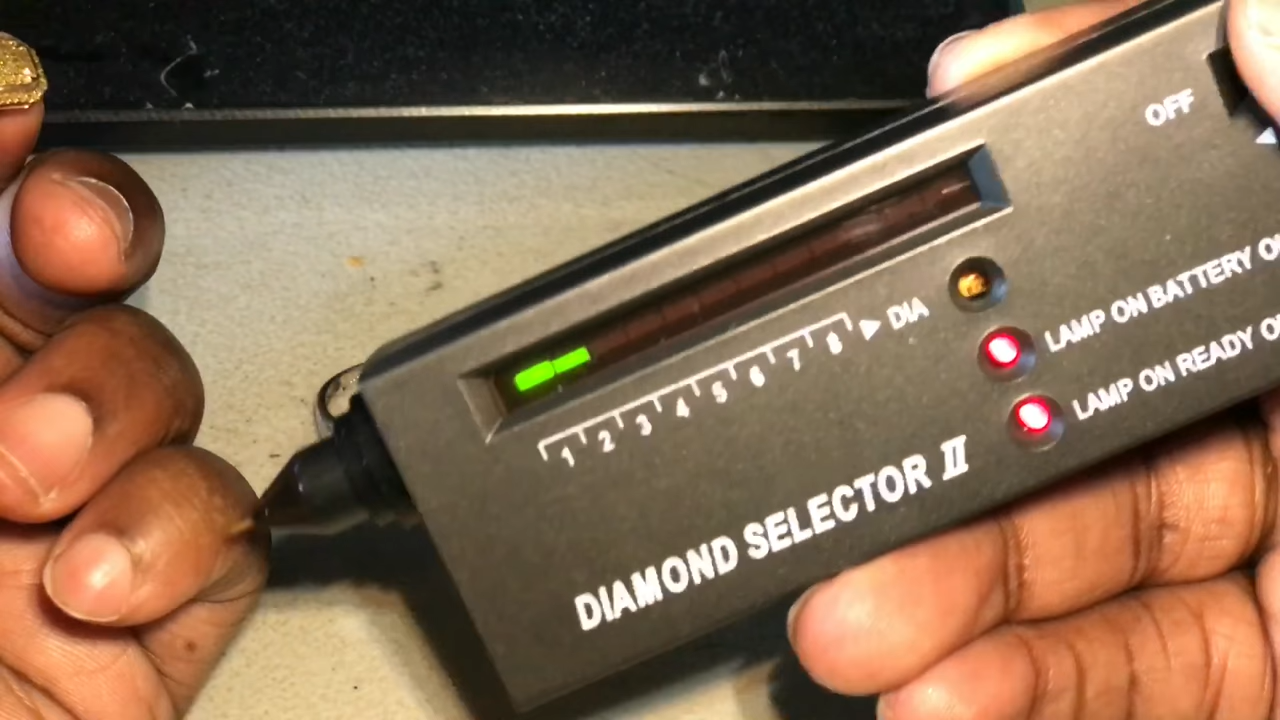 OFF
LAMP ON BATTERY O
LAMP ON READY O
1 2 3 4 5 6 7 8 ▶ DIA
DIAMOND SELECTOR II